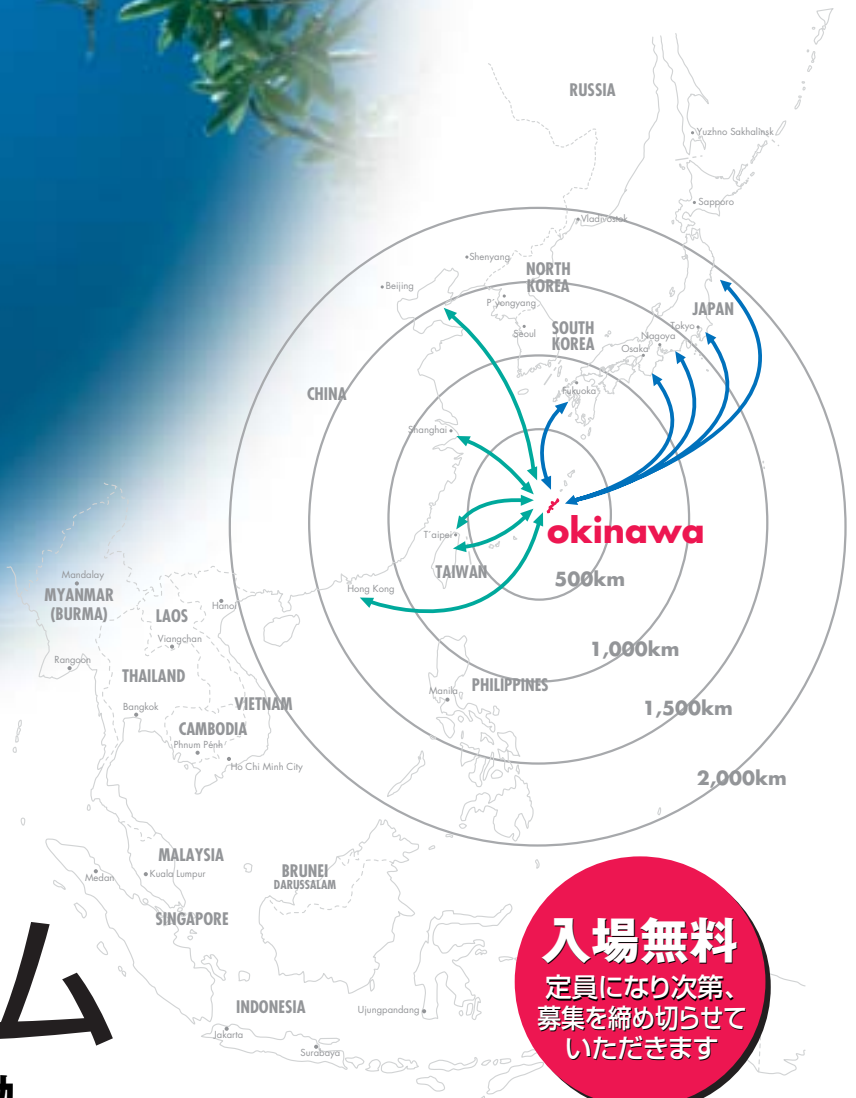 RUSSIA
Yuzhno Sakhalinsk
Sapporo
Vladivostok
Shenyang
NORTH
KOREA
Beijing
P'yongyang
JAPAN
Seoul
SOUTH
KOREA
Tokyo
Nagoya
Osaka
CHINA
Fukuoka
Shanghai
okinawa
T'aipei
TAIWAN
500km
Mandalay
MYANMAR
(BURMA)
Hong Kong
Hanoi
LAOS
Viangchan
1,000km
Rangoon
THAILAND
PHILIPPINES
Manila
Bangkok
VIETNAM
1,500km
CAMBODIA
Phnum Pénh
Ho Chi Minh City
2,000km
MALAYSIA
Kuala Lumpur
Medan
BRUNEI
DARUSSALAM
SINGAPORE
入場無料
定員になり次第、
募集を締め切らせて
いただきます
INDONESIA
Ujungpandang
ム
Jakarta
Surabaya